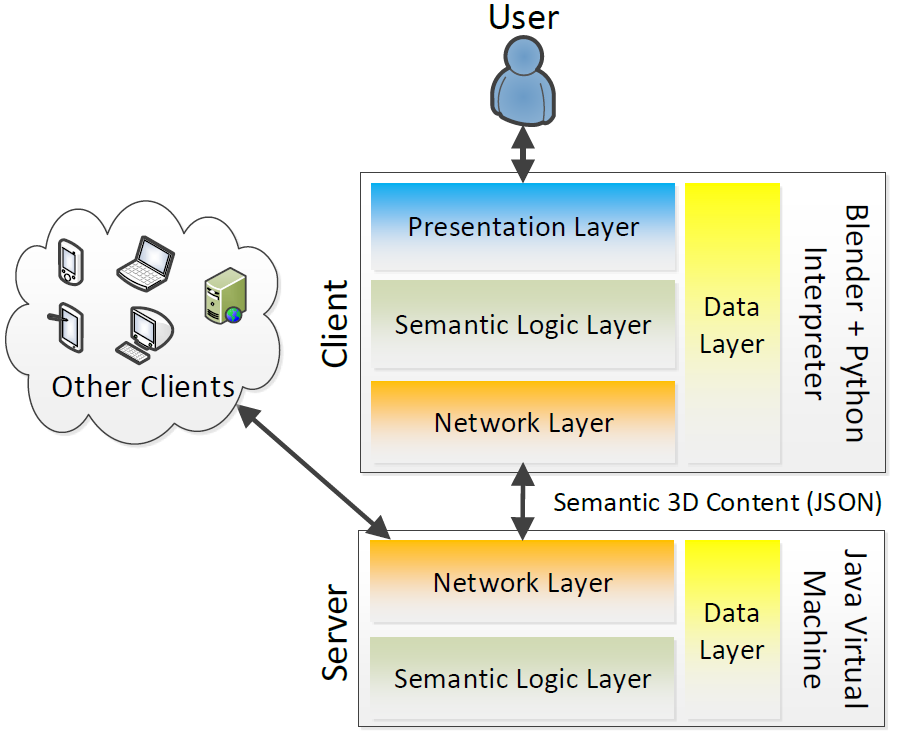 User
Presentation Layer
Semantic Logic Layer
Network Layer
Data
Layer
Blender + Python
Interpreter
Client
Other Clients
Semantic 3D Content (JSON)
Network Layer
Semantic Logic Layer
Data
Layer
Java Virtual
Machine
Server